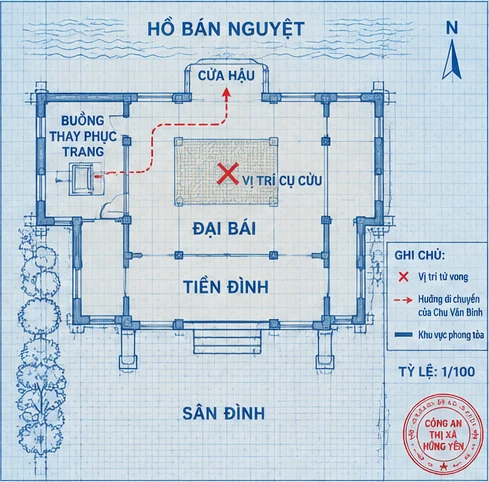 HỒ BÁN NGUYỆT
N
CỬA HẬU
BUỒNG
THAY PHỤC
TRANG
VỊ TRÍ CỤ CỬU
ĐẠI BÁI
TIỀN ĐÌNH
SÂN ĐÌNH
GHI CHÚ:
Vị trí tử vong
Hướng di chuyển
của Chu Văn Bính
Khu vực phong tỏa
TỶ LỆ: 1/100
CÔNG AN
THỊ XÃ
HƯNG YÊN